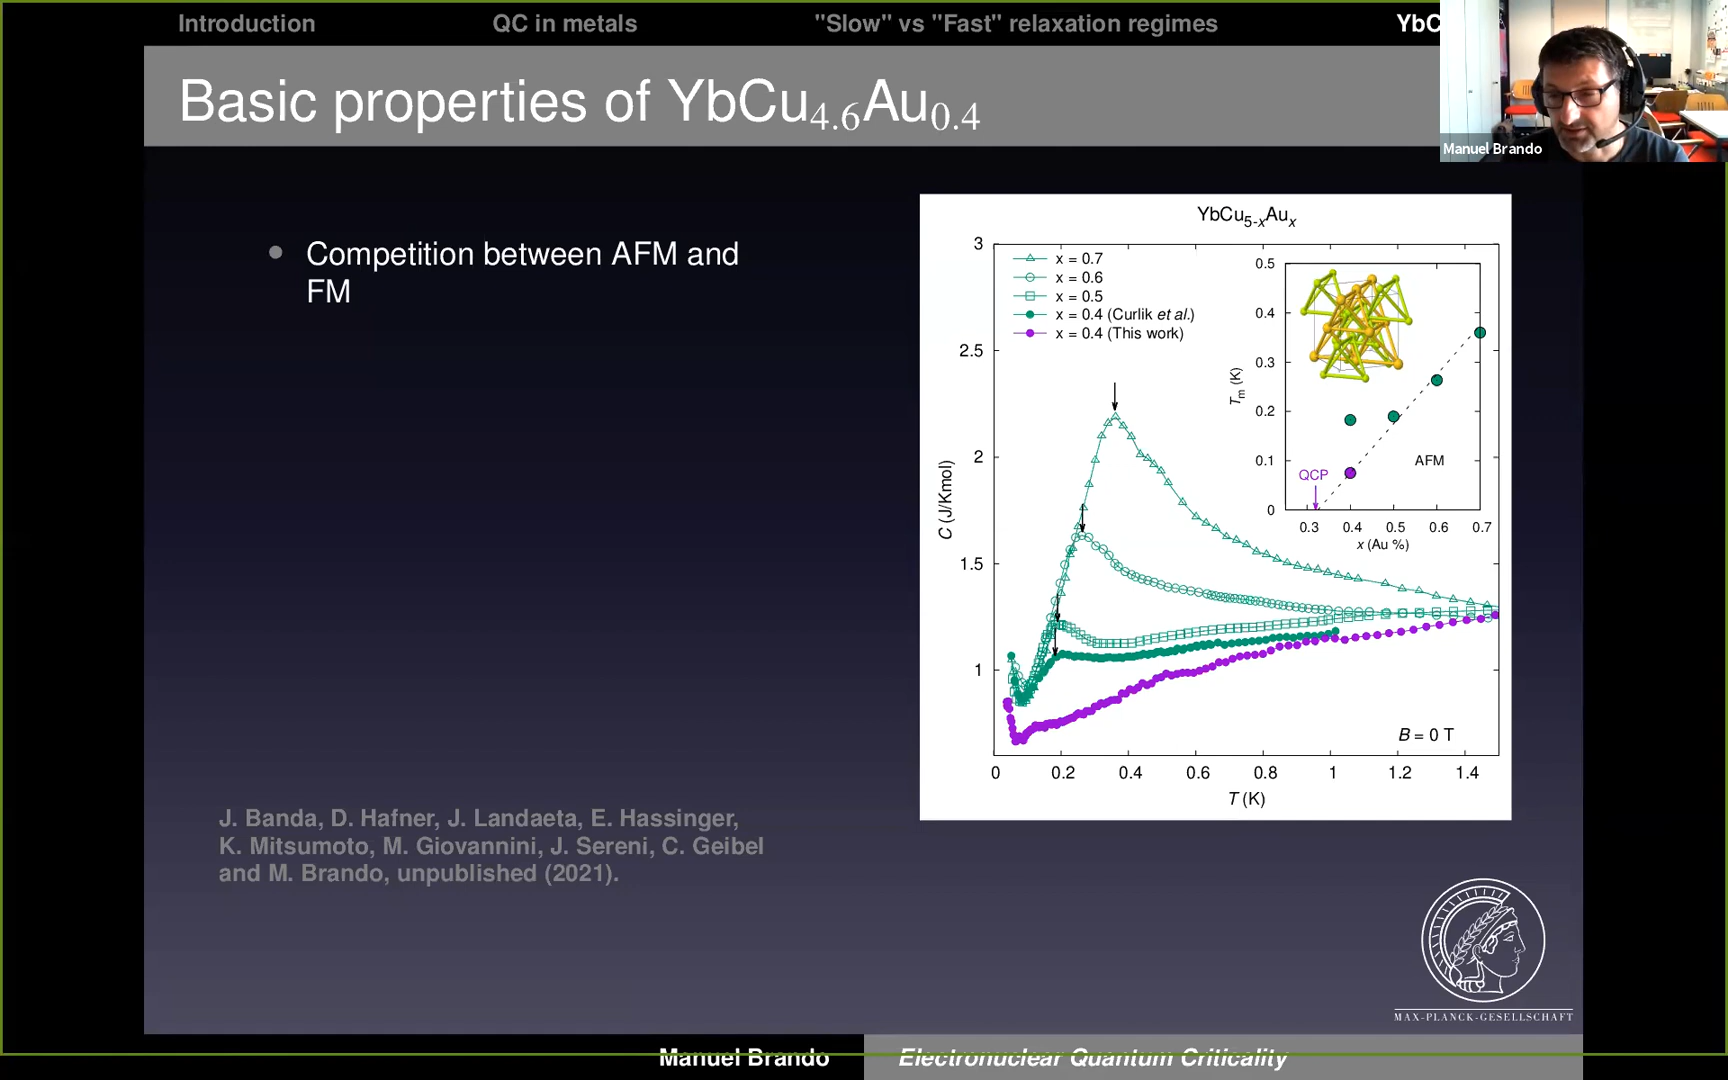 Introduction
QC in metals
"Slow" vs "Fast" relaxation regimes
YbC
Basic properties of YbCu4.6Au0.4
Manuel Brando
• Competition between AFM and
FM
YbCu5-xAux
x = 0.7
x = 0.6
x = 0.5
x = 0.4 (Curlik et al.)
x = 0.4 (This work)
3
2.5
2
1.5
1
C (J/Kmol)
0
0.2
0.4
0.6
0.8
1
1.2
1.4
T (K)
B = 0 T
0.5
0.4
0.3
0.2
0.1
0
Tm (K)
QCP
AFM
0.3
0.4
0.5
0.6
0.7
x (Au %)
J. Banda, D. Hafner, J. Landaeta, E. Hassinger,
K. Mitsumoto, M. Giovannini, J. Sereni, C. Geibel
and M. Brando, unpublished (2021).
MAX-PLANCK-GESELLSCHAFT
Manuel Brando
Electronuclear Quantum Criticality